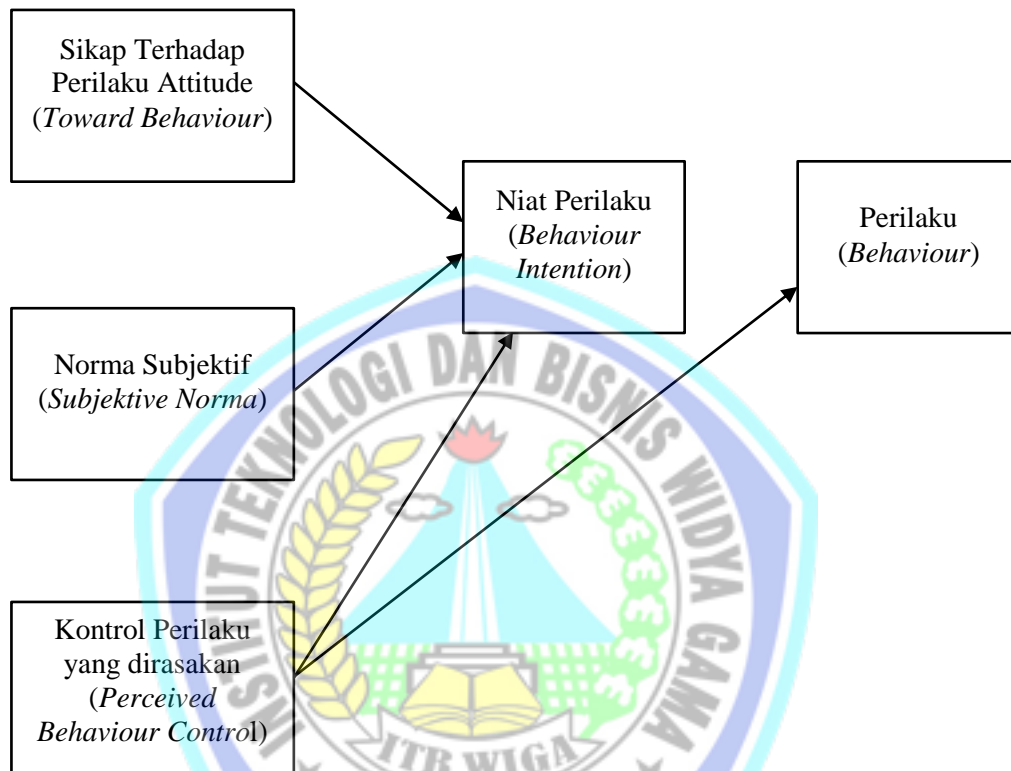 Sikap Terhadap
Perilaku Attitude
(Toward Behaviour)
Niat Perilaku
(Behaviour
Intention)
Perilaku
(Behaviour)
Norma Subjektif
(Subjektive Norma)
Kontrol Perilaku
yang dirasakan
(Perceived
Behaviour Control)
INSTITUT TEKNOLOGI DAN BISNIS WIDYA GAMA
ITB WIGA